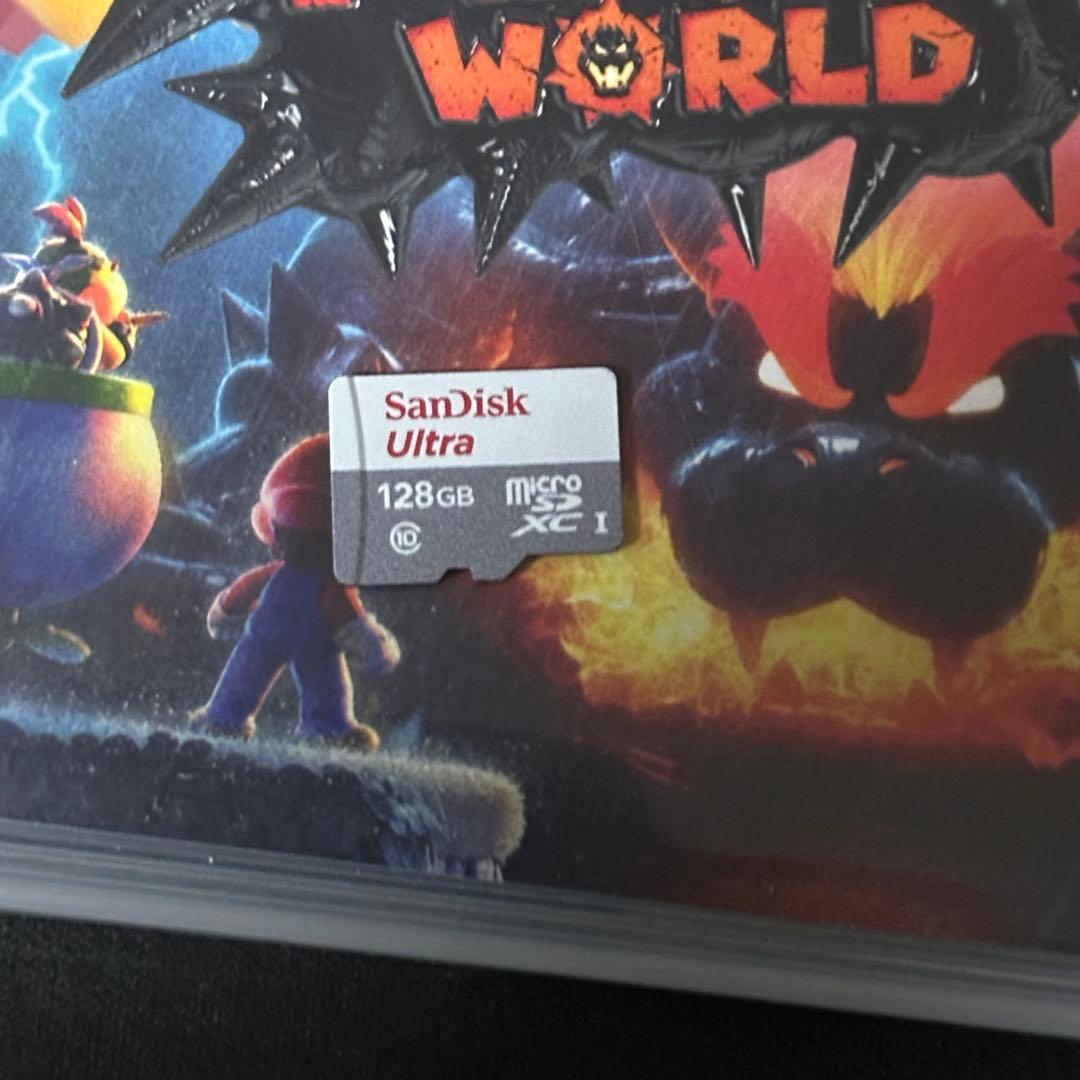 WORLD
SanDisk
Ultra
128GB
micro
SD
XC I
10